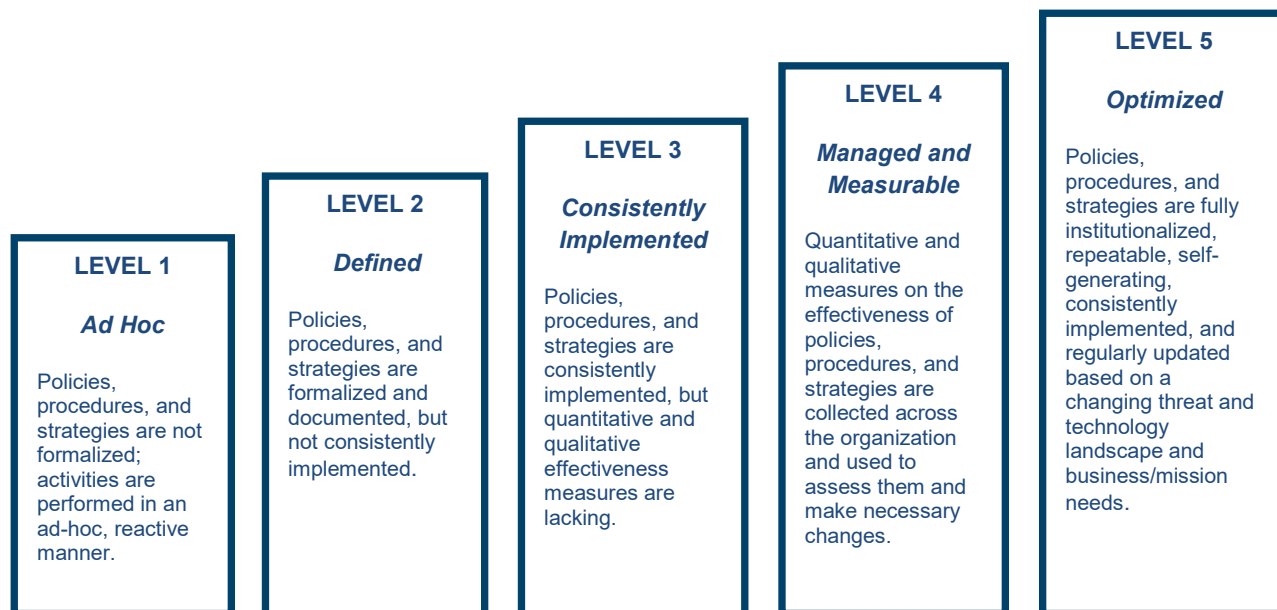 LEVEL 1
Ad Hoc
Policies,
procedures, and
strategies are not
formalized;
activities are
performed in an
ad-hoc, reactive
manner.
LEVEL 2
Defined
Policies,
procedures, and
strategies are
formalized and
documented, but
not consistently
implemented.
LEVEL 3
Consistently
Implemented
Policies,
procedures, and
strategies are
consistently
implemented, but
quantitative and
qualitative
effectiveness
measures are
lacking.
LEVEL 4
Managed and
Measurable
Quantitative and
qualitative
measures on the
effectiveness of
policies,
procedures, and
strategies are
collected across
the organization
and used to
assess them and
make necessary
changes.
LEVEL 5
Optimized
Policies,
procedures, and
strategies are fully
institutionalized,
repeatable, self-
generating,
consistently
implemented, and
regularly updated
based on a
changing threat and
technology
landscape and
business/mission
needs.